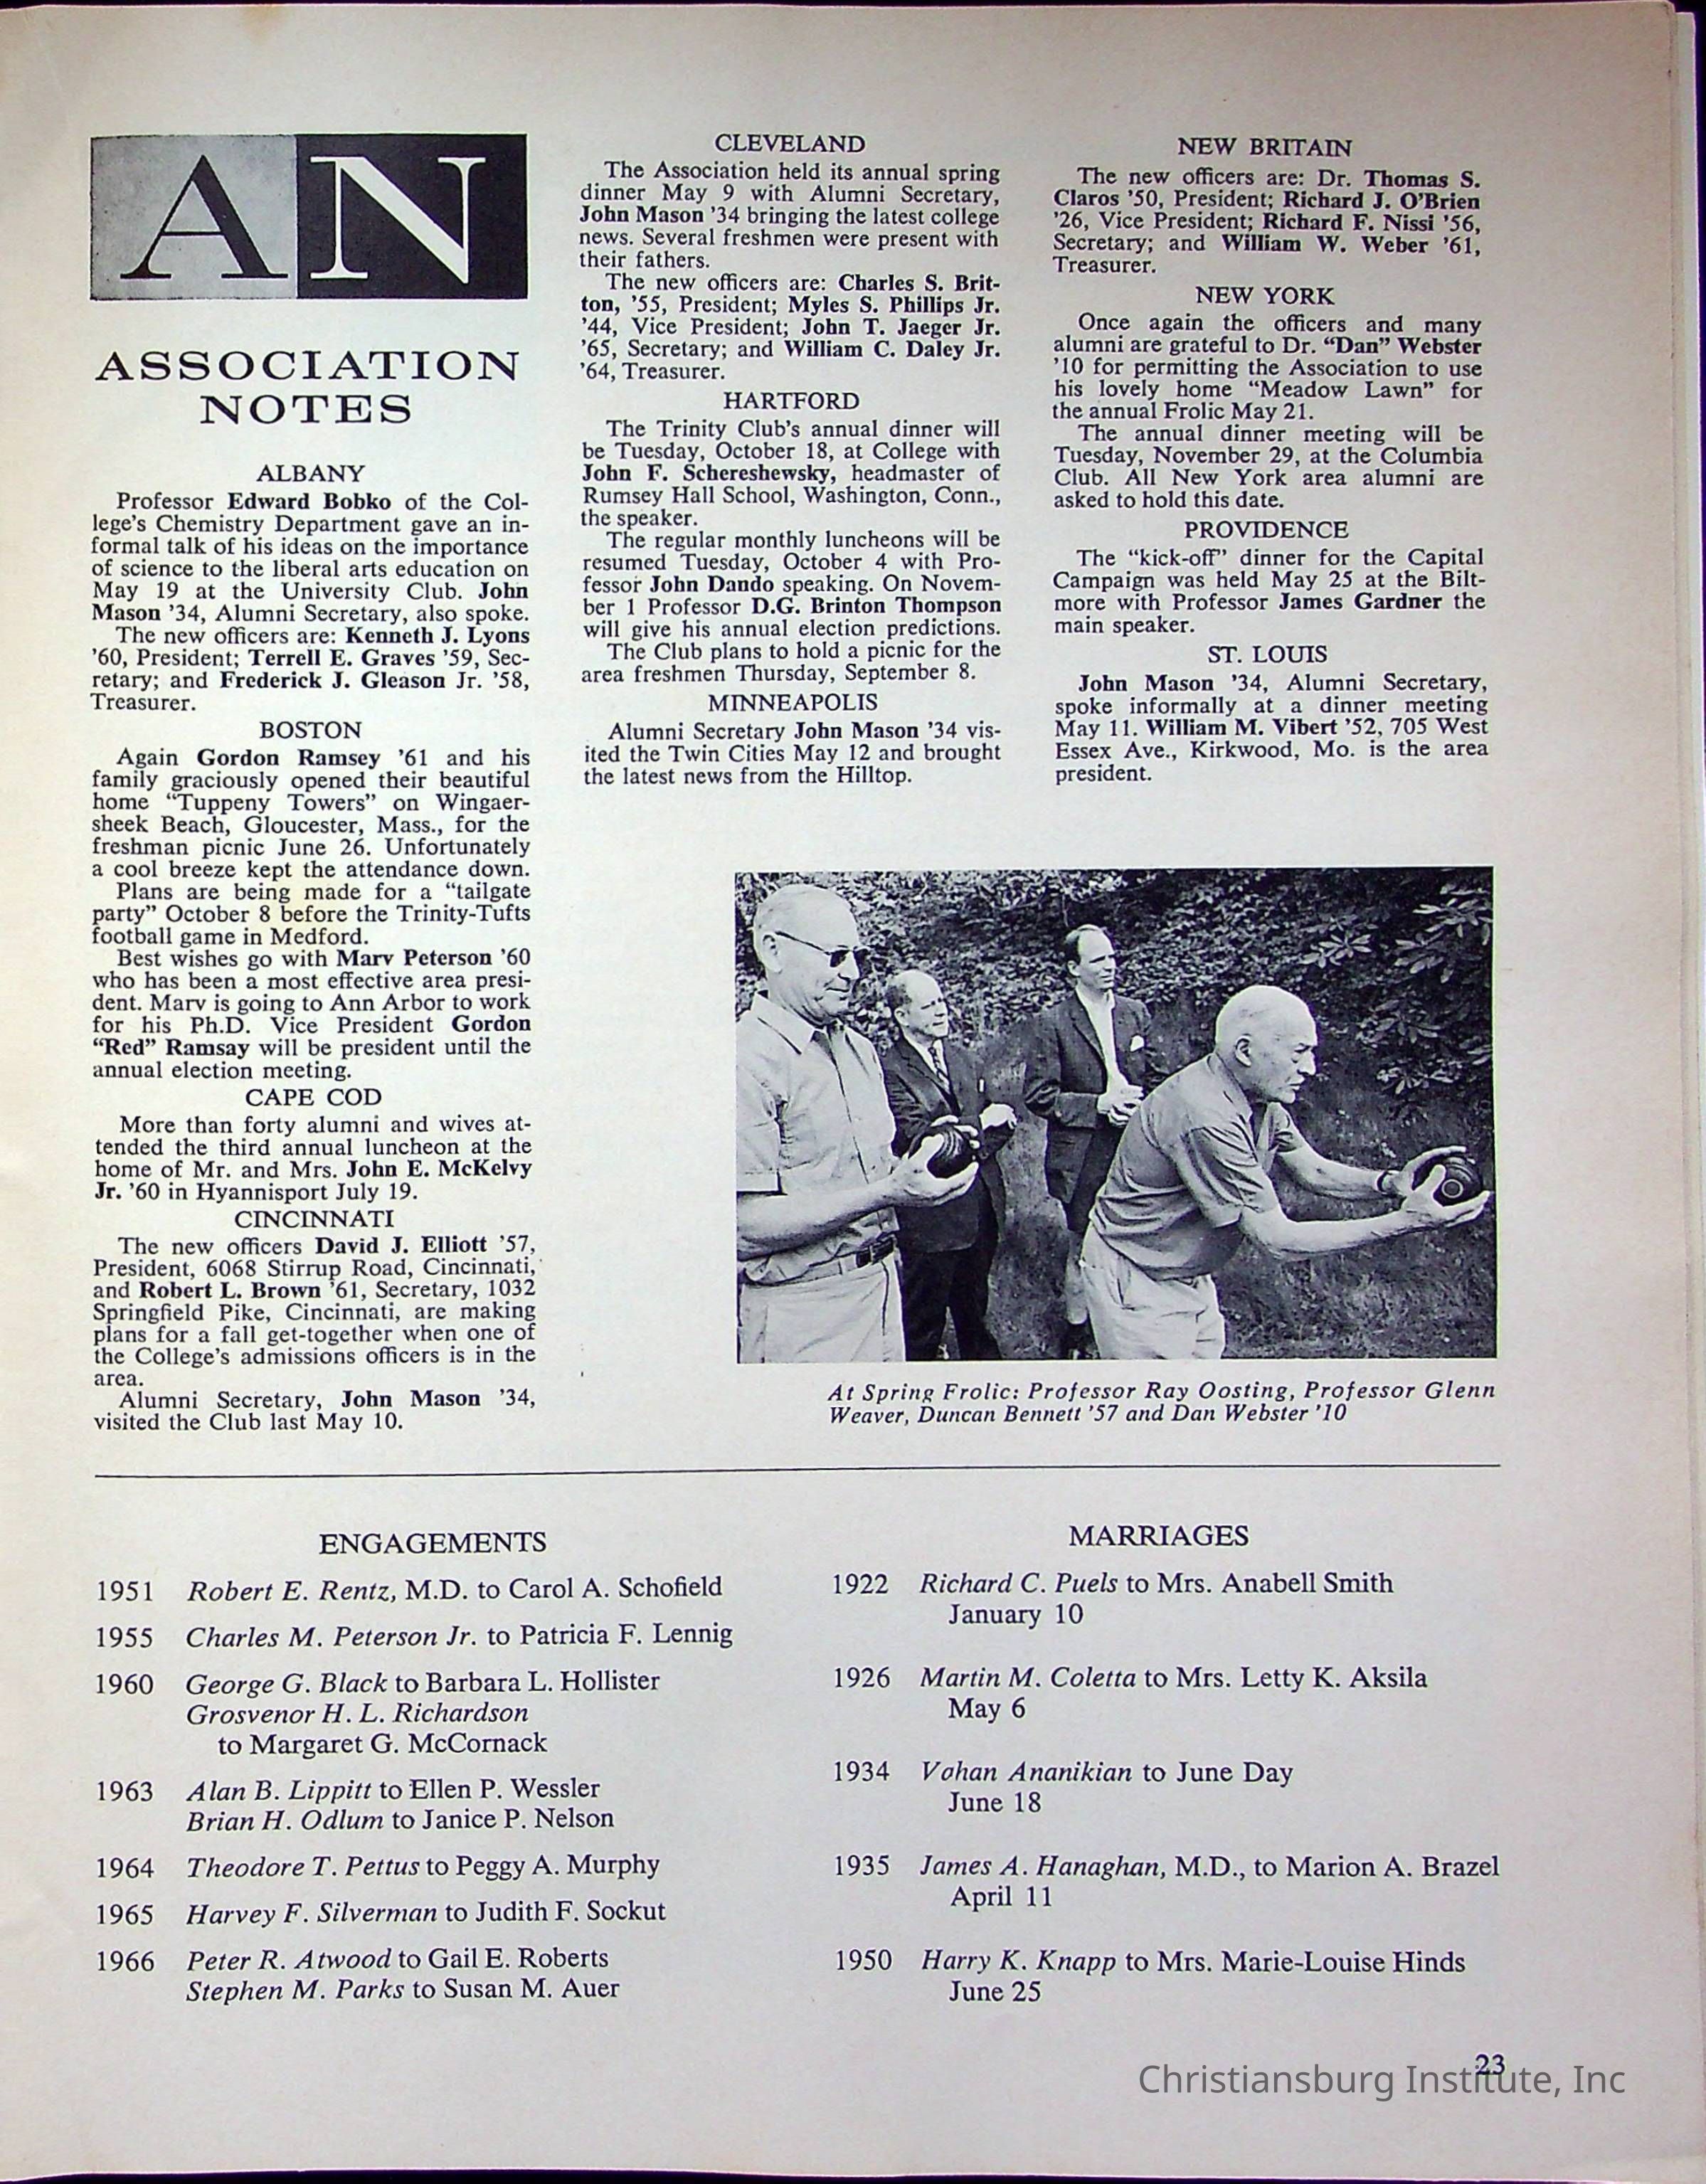 AN
ASSOCIATION
NOTES
ALBANY
Professor Edward Bobko of the Col-
lege's Chemistry Department gave an in-
formal talk of his ideas on the importance
of science to the liberal arts education on
May 19 at the University Club. John
Mason '34, Alumni Secretary, also spoke.
The new officers are: Kenneth J. Lyons
'60, President; Terrell E. Graves '59, Sec-
retary; and Frederick J. Gleason Jr. '58,
Treasurer.
BOSTON
Again Gordon Ramsey '61 and his
family graciously opened their beautiful
home "Tuppeny Towers" on Wingaer-
sheek Beach, Gloucester, Mass., for the
freshman picnic June 26. Unfortunately
a cool breeze kept the attendance down.
Plans are being made for a "tailgate
party" October 8 before the Trinity-Tufts
football game in Medford.
Best wishes go with Marv Peterson '60
who has been a most effective area presi-
dent. Marv is going to Ann Arbor to work
for his Ph.D. Vice President Gordon
"Red" Ramsay will be president until the
annual election meeting.
CAPE COD
More than forty alumni and wives at-
tended the third annual luncheon at the
home of Mr. and Mrs. John E. McKelvy
Jr. '60 in Hyannisport July 19.
CINCINNATI
The new officers David J. Elliott '57,
President, 6068 Stirrup Road, Cincinnati,
and Robert L. Brown '61, Secretary, 1032
Springfield Pike, Cincinnati, are making
plans for a fall get-together when one of
the College's admissions officers is in the
area.
Alumni Secretary, John Mason '34,
visited the Club last May 10.
CLEVELAND
The Association held its annual spring
dinner May 9 with Alumni Secretary,
John Mason '34 bringing the latest college
news. Several freshmen were present with
their fathers.
The new officers are: Charles S. Brit-
ton, '55, President; Myles S. Phillips Jr.
'44, Vice President; John T. Jaeger Jr.
'65, Secretary; and William C. Daley Jr.
'64, Treasurer.
HARTFORD
The Trinity Club's annual dinner will
be Tuesday, October 18, at College with
John F. Schereshewsky, headmaster of
Rumsey Hall School, Washington, Conn.,
the speaker.
The regular monthly luncheons will be
resumed Tuesday, October 4 with Pro-
fessor John Dando speaking. On Novem-
ber 1 Professor D.G. Brinton Thompson
will give his annual election predictions.
The Club plans to hold a picnic for the
area freshmen Thursday, September 8.
MINNEAPOLIS
Alumni Secretary John Mason '34 vis-
ited the Twin Cities May 12 and brought
the latest news from the Hilltop.
NEW BRITAIN
The new officers are: Dr. Thomas S.
Claros '50, President; Richard J. O'Brien
'26, Vice President; Richard F. Nissi '56,
Secretary; and William W. Weber '61,
Treasurer.
NEW YORK
Once again the officers and many
alumni are grateful to Dr. "Dan" Webster
'10 for permitting the Association to use
his lovely home "Meadow Lawn" for
the annual Frolic May 21.
The annual dinner meeting will be
Tuesday, November 29, at the Columbia
Club. All New York area alumni are
asked to hold this date.
PROVIDENCE
The "kick-off" dinner for the Capital
Campaign was held May 25 at the Bilt-
more with Professor James Gardner the
main speaker.
ST. LOUIS
John Mason '34, Alumni Secretary,
spoke informally at a dinner meeting
May 11. William M. Vibert '52, 705 West
Essex Ave., Kirkwood, Mo. is the area
president.
At Spring Frolic: Professor Ray Oosting, Professor Glenn
Weaver, Duncan Bennett '57 and Dan Webster '10
ENGAGEMENTS
1951 Robert E. Rentz, M.D. to Carol A. Schofield
1955 Charles M. Peterson Jr. to Patricia F. Lennig
1960 George G. Black to Barbara L. Hollister
Grosvenor H. L. Richardson
to Margaret G. McCornack
1963 Alan B. Lippitt to Ellen P. Wessler
Brian H. Odlum to Janice P. Nelson
1964 Theodore T. Pettus to Peggy A. Murphy
1965 Harvey F. Silverman to Judith F. Sockut
1966 Peter R. Atwood to Gail E. Roberts
Stephen M. Parks to Susan M. Auer
MARRIAGES
1922 Richard C. Puels to Mrs. Anabell Smith
January 10
1926 Martin M. Coletta to Mrs. Letty K. Aksila
May 6
1934 Vahan Ananikian to June Day
June 18
1935 James A. Hanaghan, M.D., to Marion A. Brazel
April 11
1950 Harry K. Knapp to Mrs. Marie-Louise Hinds
June 25
23
Christiansburg Institute, Inc